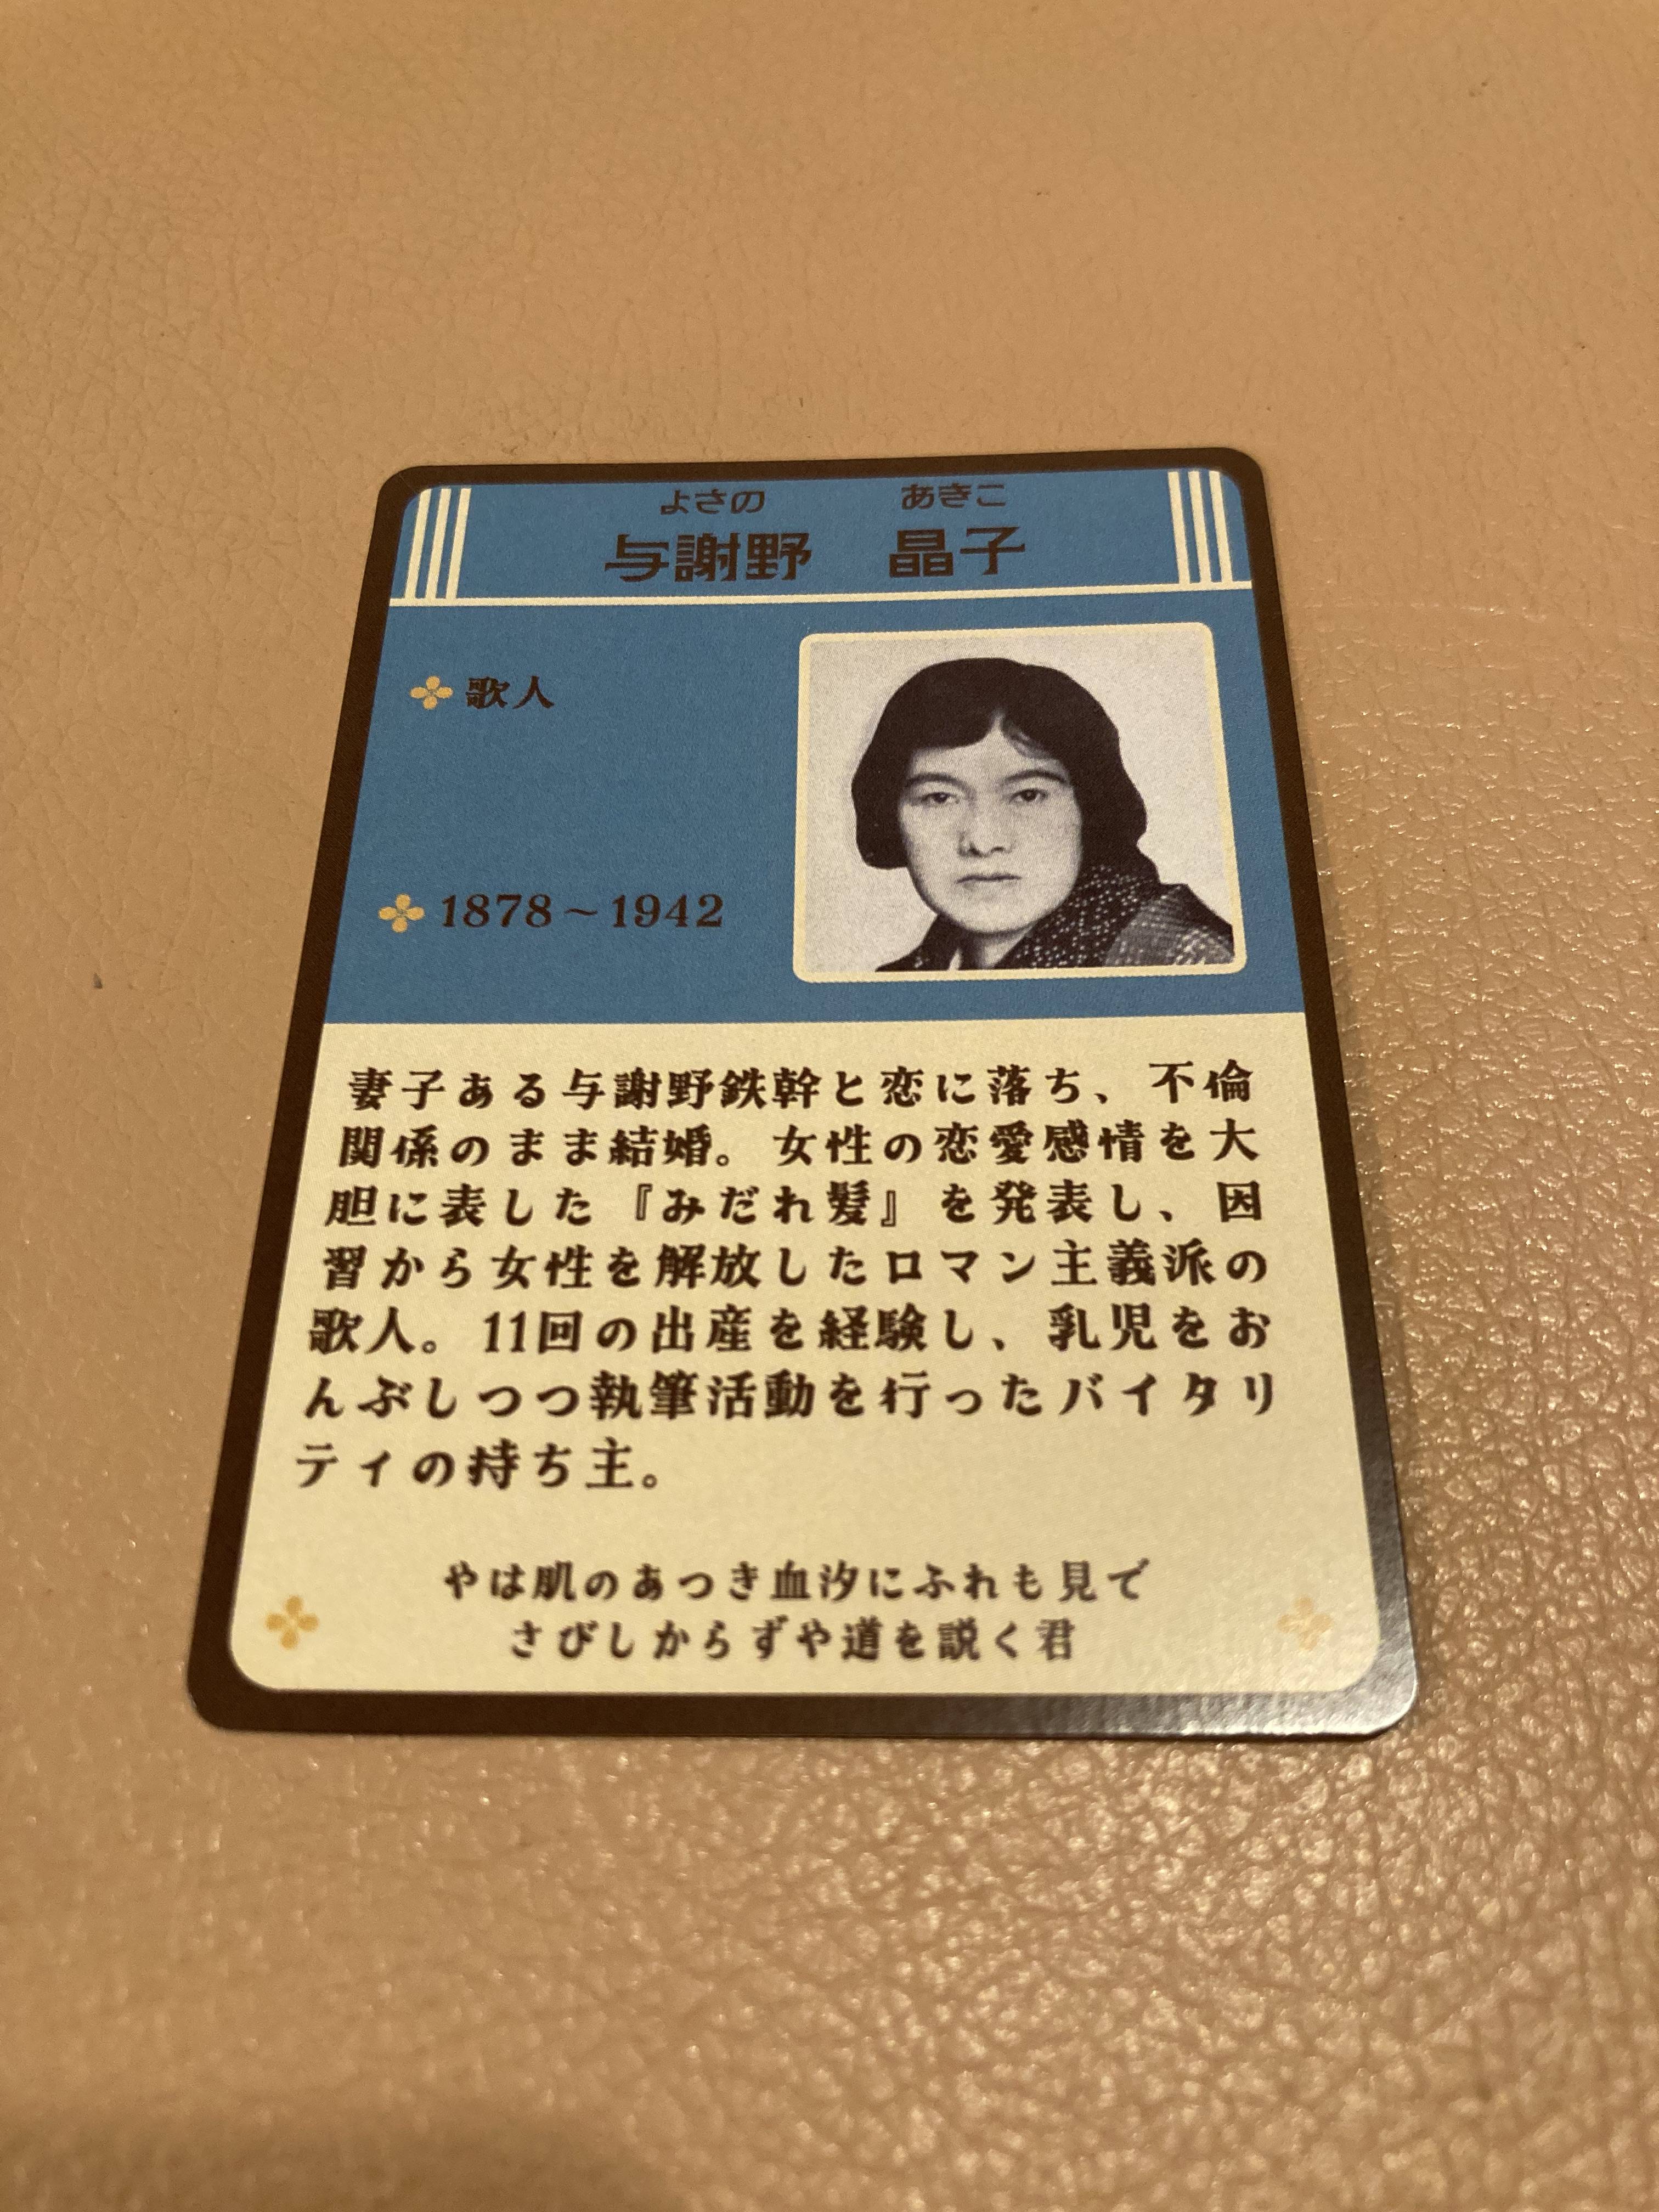 よさの あきこ
与謝野 晶子
歌人
1878～1942
妻子ある与謝野鉄幹と恋に落ち、不倫
関係のまま結婚。女性の恋愛感情を大
胆に表した『みだれ髪』を発表し、因
習から女性を解放したロマン主義派の
歌人。11回の出産を経験し、乳児をお
んぶしつつ執筆活動を行ったバイタリ
ティの持ち主。
やは肌のあつき血汐にふれも見で
さびしからずや道を説く君